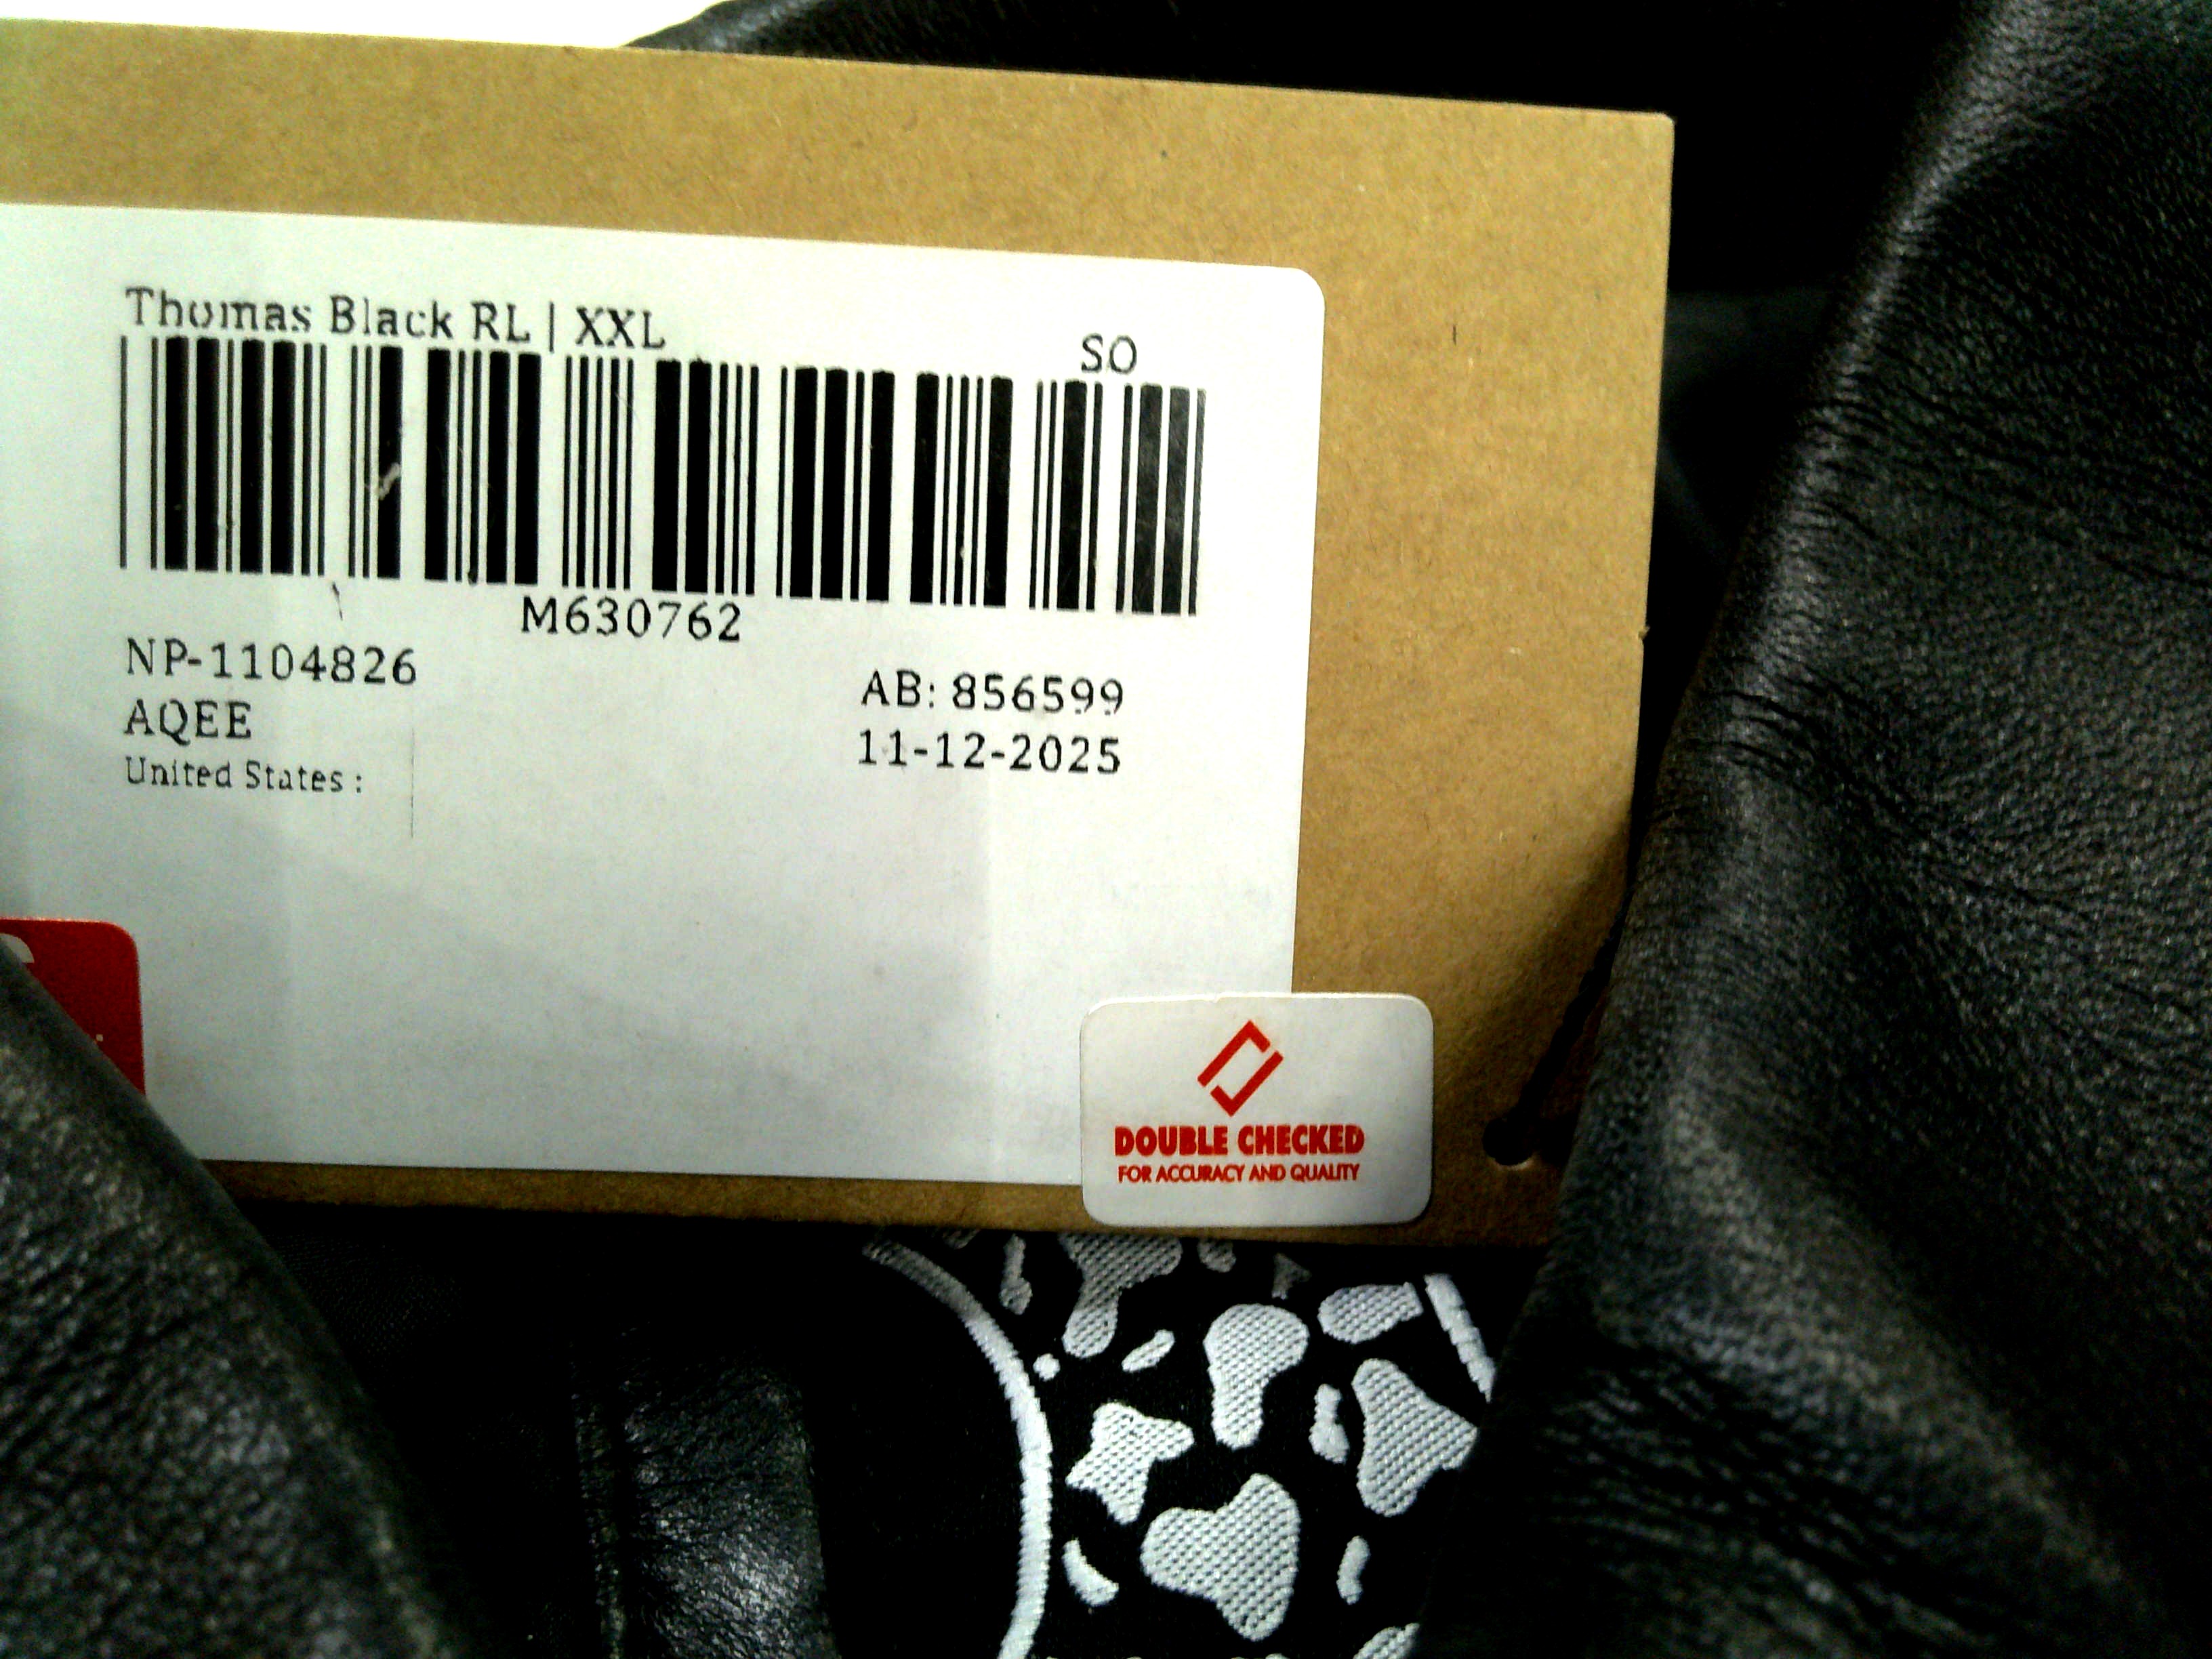 Thomas Black RL | XXL
SO
M630762
NP-1104826
AB: 856599
AQEE
11-12-2025
United States :
DOUBLE CHECKED
FOR ACCURACY AND QUALITY